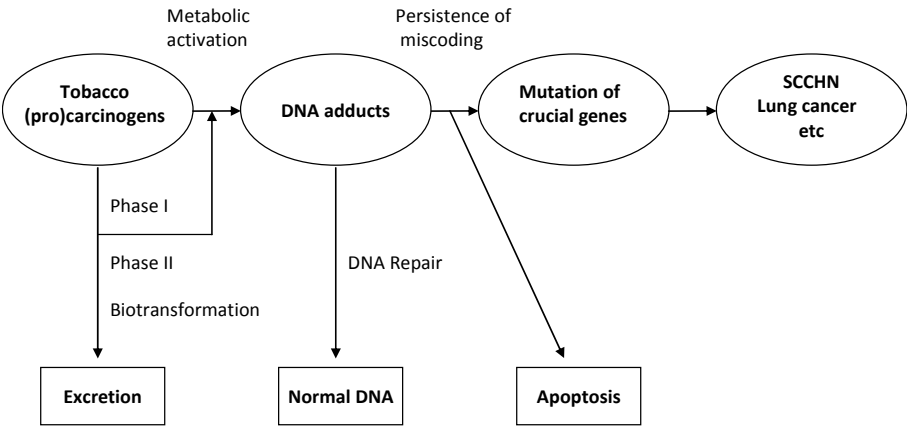 Metabolic
activation
Persistence of
miscoding
Tobacco
(pro)carcinogens
DNA adducts
Mutation of
crucial genes
SCCHN
Lung cancer
etc
Phase I
Phase II
Biotransformation
DNA Repair
Excretion
Normal DNA
Apoptosis